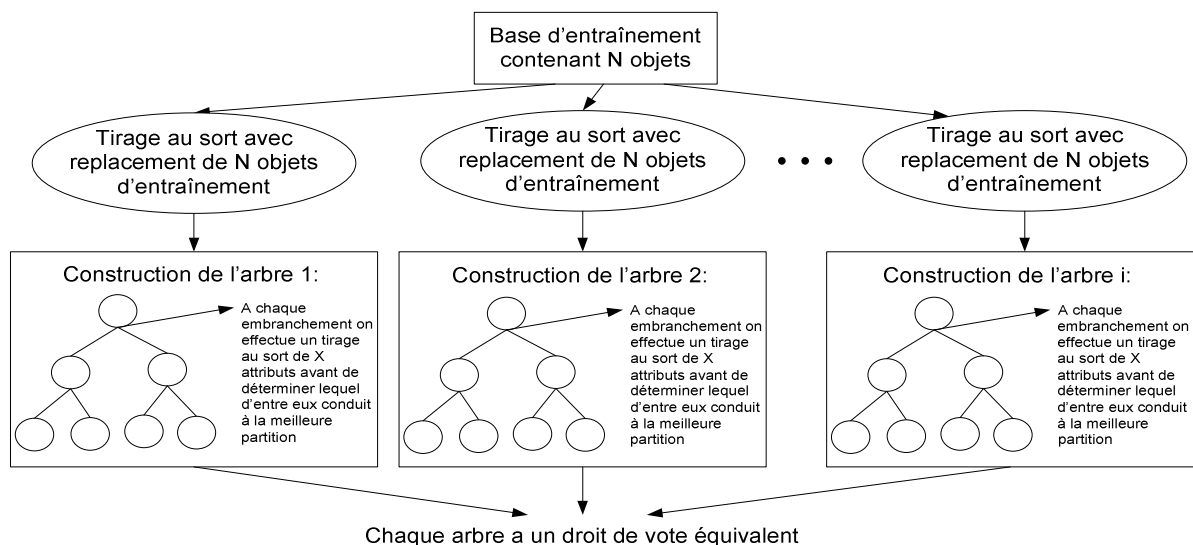 Base d'entraînement
contenant N objets
Tirage au sort avec
replacement de N objets
d'entraînement
Tirage au sort avec
replacement de N objets
d'entraînement
• • •
Tirage au sort avec
replacement de N objets
d'entraînement
Construction de l'arbre 1:
A chaque
embranchement on
effectue un tirage
au sort de X
attributs avant de
déterminer lequel
d'entre eux conduit
à la meilleure
partition
Construction de l'arbre 2:
A chaque
embranchement on
effectue un tirage
au sort de X
attributs avant de
déterminer lequel
d'entre eux conduit
à la meilleure
partition
Construction de l'arbre i:
A chaque
embranchement on
effectue un tirage
au sort de X
attributs avant de
déterminer lequel
d'entre eux conduit
à la meilleure
partition
Chaque arbre a un droit de vote équivalent